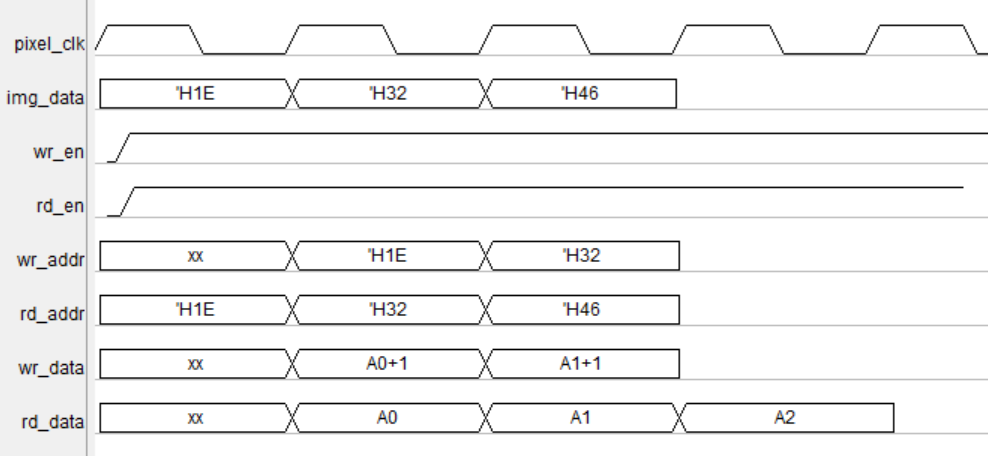 pixel_clk
img_data 'H1E 'H32 'H46
wr_en
rd_en
wr_addr xx 'H1E 'H32
rd_addr 'H1E 'H32 'H46
wr_data xx A0+1 A1+1
rd_data xx A0 A1 A2